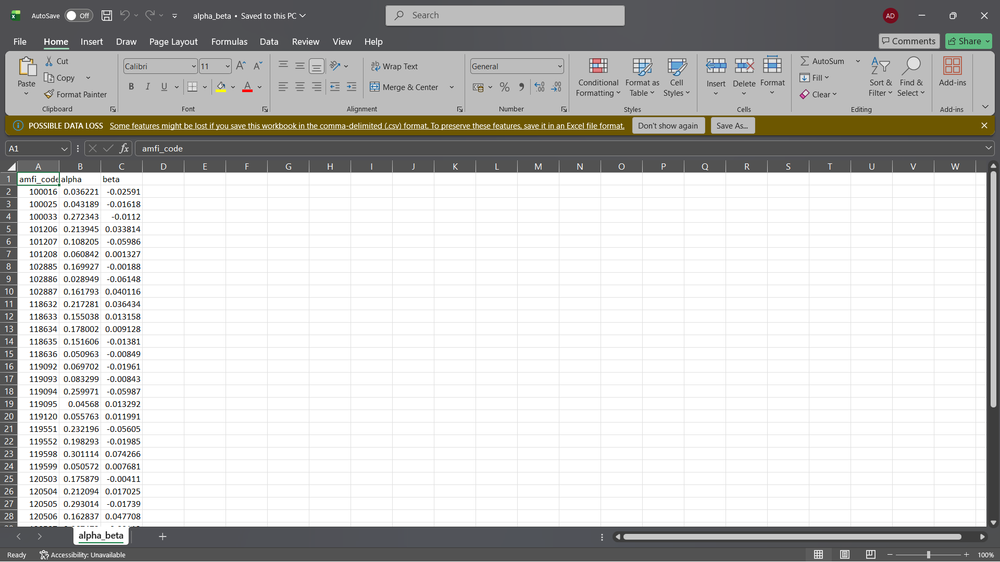 AutoSave Off alpha_beta • Saved to this PC Search AD
File Home Insert Draw Page Layout Formulas Data Review View Help Comments Share
Paste Cut Copy Format Painter Clipboard
Calibri 11 B I U A Font
Wrap Text Merge & Center Alignment
General % Number
Conditional Formatting Format as Table Cell Styles Styles
Insert Delete Format Cells
AutoSum Fill Clear Sort & Filter Find & Select Editing
Add-ins Add-ins
POSSIBLE DATA LOSS Some features might be lost if you save this workbook in the comma-delimited (.csv) format. To preserve these features, save it in an Excel file format. Don't show again Save As...
A1 fx amfi_code
A B C D E F G H I J K L M N O P Q R S T U V W
1 amfi_code alpha beta
2 100016 0.036221 -0.02591
3 100025 0.043189 -0.01618
4 100033 0.272343 -0.0112
5 101206 0.213945 0.033814
6 101207 0.108205 -0.05986
7 101208 0.060842 0.001327
8 102885 0.169927 -0.00188
9 102886 0.028949 -0.06148
10 102887 0.161793 0.040116
11 118632 0.217281 0.036434
12 118633 0.155038 0.013158
13 118634 0.178002 0.009128
14 118635 0.151606 -0.01381
15 118636 0.050963 -0.00849
16 119092 0.069702 -0.01961
17 119093 0.083299 -0.00843
18 119094 0.259971 -0.05987
19 119095 0.04568 0.013292
20 119120 0.055763 0.011991
21 119551 0.232196 -0.05605
22 119552 0.198293 -0.01985
23 119598 0.301114 0.074266
24 119599 0.050572 0.007681
25 120503 0.175879 -0.00411
26 120504 0.212094 0.017025
27 120505 0.293014 -0.01739
28 120506 0.162837 0.047708
alpha_beta
Ready Accessibility: Unavailable 100%